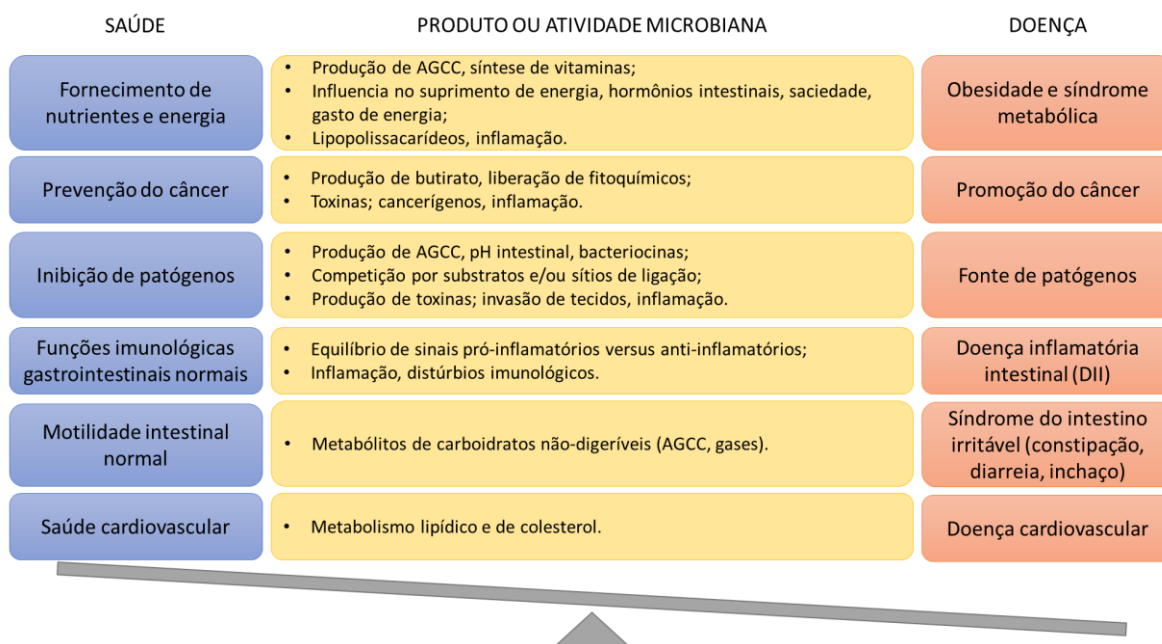 SAÚDE
PRODUTO OU ATIVIDADE MICROBIANA
DOENÇA
Fornecimento de
nutrientes e energia
• Produção de AGCC, síntese de vitaminas;
• Influencia no suprimento de energia, hormônios intestinais, saciedade,
gasto de energia;
• Lipopolissacarídeos, inflamação.
Obesidade e síndrome
metabólica
Prevenção do câncer
• Produção de butirato, liberação de fitoquímicos;
• Toxinas; cancerígenos, inflamação.
Promoção do câncer
Inibição de patógenos
• Produção de AGCC, pH intestinal, bacteriocinas;
• Competição por substratos e/ou sítios de ligação;
• Produção de toxinas; invasão de tecidos, inflamação.
Fonte de patógenos
Funções imunológicas
gastrointestinais normais
• Equilíbrio de sinais pró-inflamatórios versus anti-inflamatórios;
• Inflamação, distúrbios imunológicos.
Doença inflamatória
intestinal (DII)
Motilidade intestinal
normal
• Metabólitos de carboidratos não-digeríveis (AGCC, gases).
Síndrome do intestino
irritável (constipação,
diarreia, inchaço)
Saúde cardiovascular
• Metabolismo lipídico e de colesterol.
Doença cardiovascular